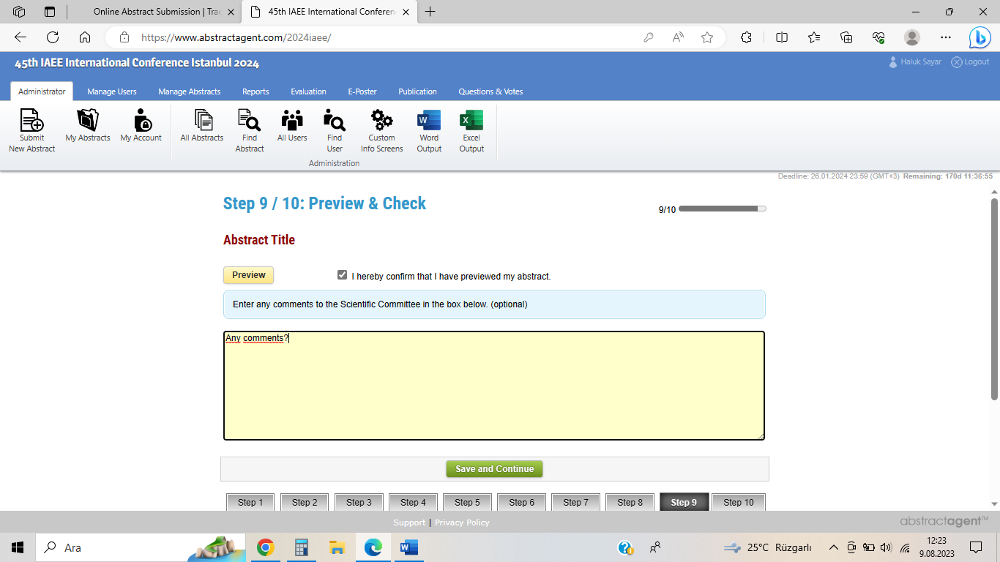 Online Abstract Submission | Trae
45th IAEE International Conferen
https://www.abstractagent.com/2024iaee/
45th IAEE International Conference Istanbul 2024
Haluk Sayar
Logout
Administrator
Manage Users
Manage Abstracts
Reports
Evaluation
E-Poster
Publication
Questions & Votes
Submit
New Abstract
My Abstracts
My Account
All Abstracts
Find
Abstract
All Users
Find
User
Custom
Info Screens
Word
Output
Excel
Output
Administration
Deadline: 26.01.2024 23:59 (GMT+3) Remaining: 170d 11:36:55
Step 9 / 10: Preview & Check
9/10
Abstract Title
Preview
I hereby confirm that I have previewed my abstract.
Enter any comments to the Scientific Committee in the box below. (optional)
Any comments?
Save and Continue
Step 1
Step 2
Step 3
Step 4
Step 5
Step 6
Step 7
Step 8
Step 9
Step 10
Support | Privacy Policy
abstractagent™
Ara
25°C Rüzgarlı
12:23
9.08.2023